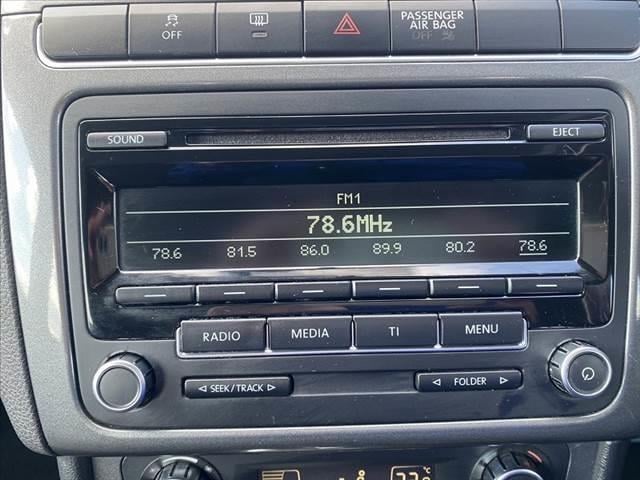 OFF
PASSENGER
AIR BAG
OFF
SOUND
EJECT
FM1
78.6MHz
78.6 81.5 86.0 89.9 80.2 78.6
RADIO MEDIA TI MENU
◁ SEEK/TRACK ▷ ◁ FOLDER ▷
°C